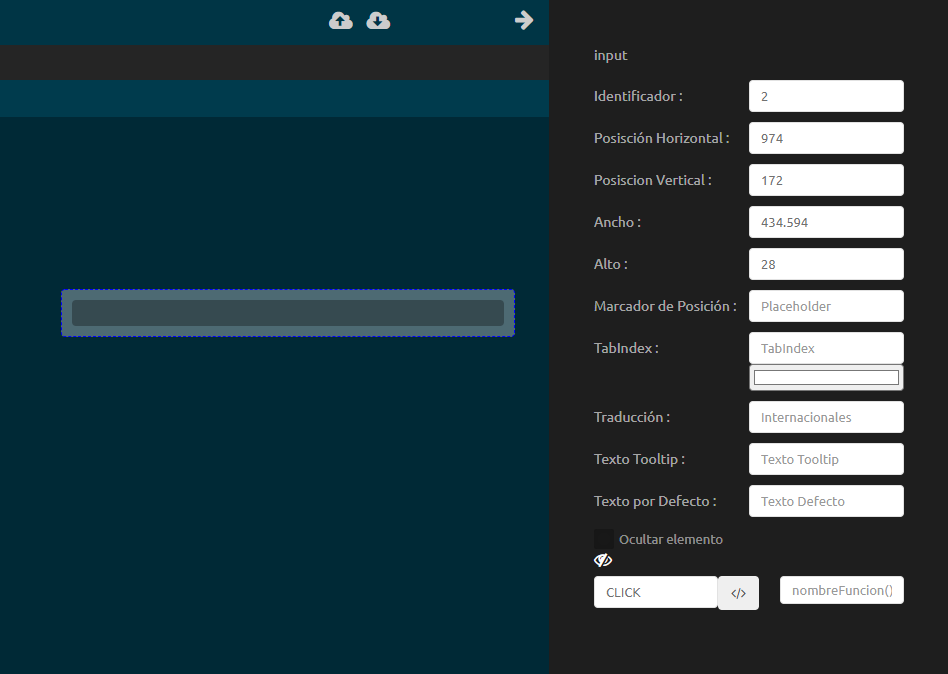 input
Identificador : 2
Posisción Horizontal : 974
Posiscion Vertical : 172
Ancho : 434.594
Alto : 28
Marcador de Posición : Placeholder
TabIndex : TabIndex
Traducción : Internacionales
Texto Tooltip : Texto Tooltip
Texto por Defecto : Texto Defecto
Ocultar elemento
CLICK </> nombreFuncion()